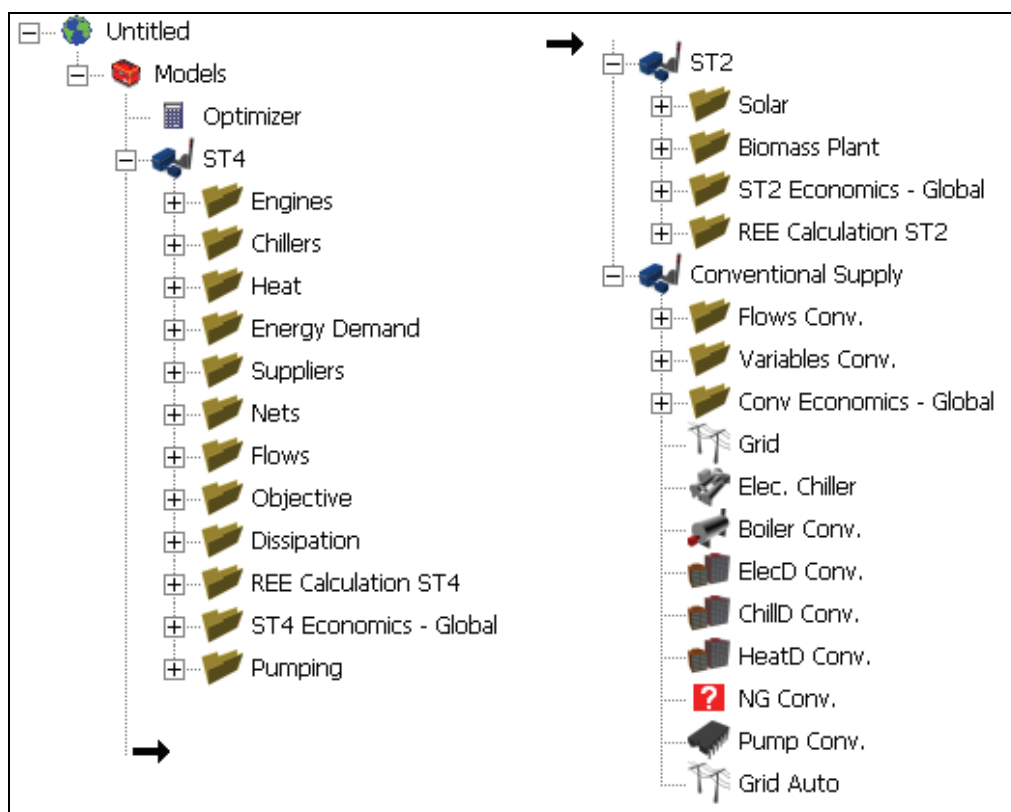 Untitled
Models
Optimizer
ST4
Engines
Chillers
Heat
Energy Demand
Suppliers
Nets
Flows
Objective
Dissipation
REE Calculation ST4
ST4 Economics - Global
Pumping
ST2
Solar
Biomass Plant
ST2 Economics - Global
REE Calculation ST2
Conventional Supply
Flows Conv.
Variables Conv.
Conv Economics - Global
Grid
Elec. Chiller
Boiler Conv.
ElecD Conv.
ChillD Conv.
HeatD Conv.
? NG Conv.
Pump Conv.
Grid Auto